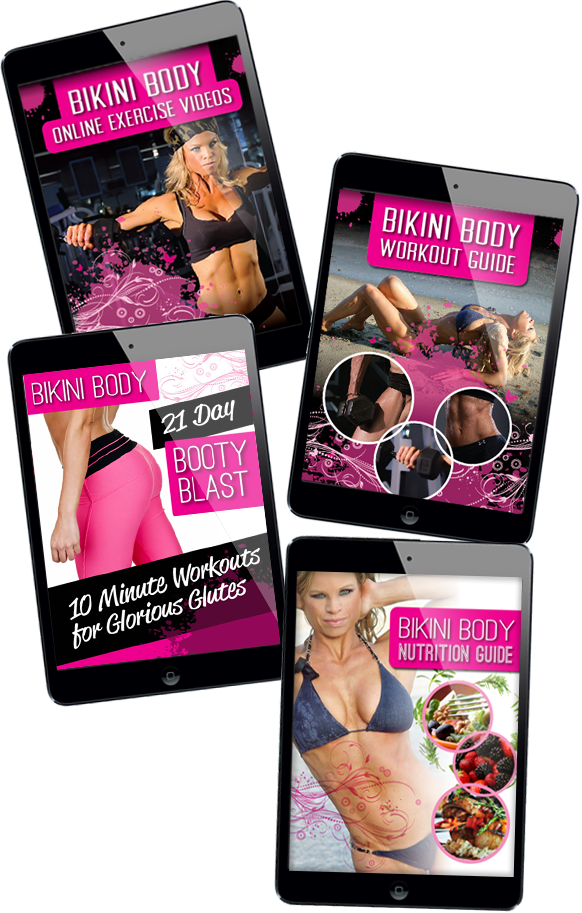 BIKINI BODY
ONLINE EXERCISE VIDEOS
BIKINI BODY
WORKOUT GUIDE
BIKINI BODY
21 Day
BOOTY
BLAST
10 Minute Workouts
for Glorious Glutes
BIKINI BODY
NUTRITION GUIDE